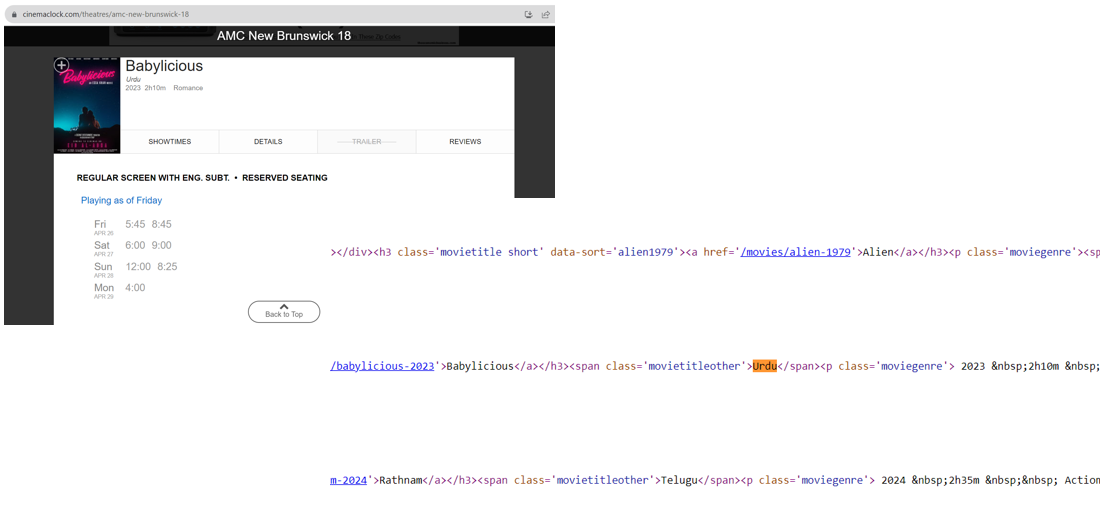 cinemaclock.com/theatres/amc-new-brunswick-18
AMC New Brunswick 18
Babylicious
Babylicious
Urdu
2023 2h10m Romance
SHOWTIMES DETAILS TRAILER REVIEWS
REGULAR SCREEN WITH ENG. SUBT. • RESERVED SEATING
Playing as of Friday
Fri 5:45 8:45
APR 26
Sat 6:00 9:00
APR 27
Sun 12:00 8:25
APR 28
Mon 4:00
APR 29
Back to Top
></div><h3 class='movietitle short' data-sort='alien1979'><a href='/movies/alien-1979'>Alien</a></h3><p class='moviegenre'><sp
/babylicious-2023'>Babylicious</a></h3><span class='movietitleother'>Urdu</span><p class='moviegenre'> 2023 &nbsp;2h10m &nbsp;
m-2024'>Rathnam</a></h3><span class='movietitleother'>Telugu</span><p class='moviegenre'> 2024 &nbsp;2h35m &nbsp;&nbsp; Action